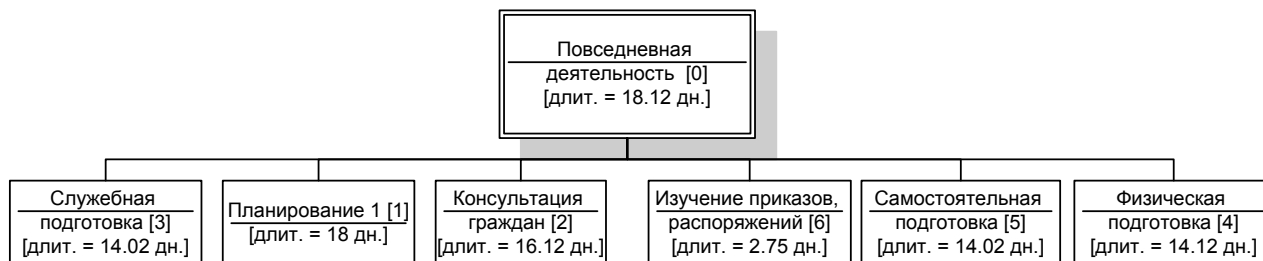 Повседневная
деятельность [0]
[длит. = 18.12 дн.]
Служебная
подготовка [3]
[длит. = 14.02 дн.]
Планирование 1 [1]
[длит. = 18 дн.]
Консультация
граждан [2]
[длит. = 16.12 дн.]
Изучение приказов,
распоряжений [6]
[длит. = 2.75 дн.]
Самостоятельная
подготовка [5]
[длит. = 14.02 дн.]
Физическая
подготовка [4]
[длит. = 14.12 дн.]